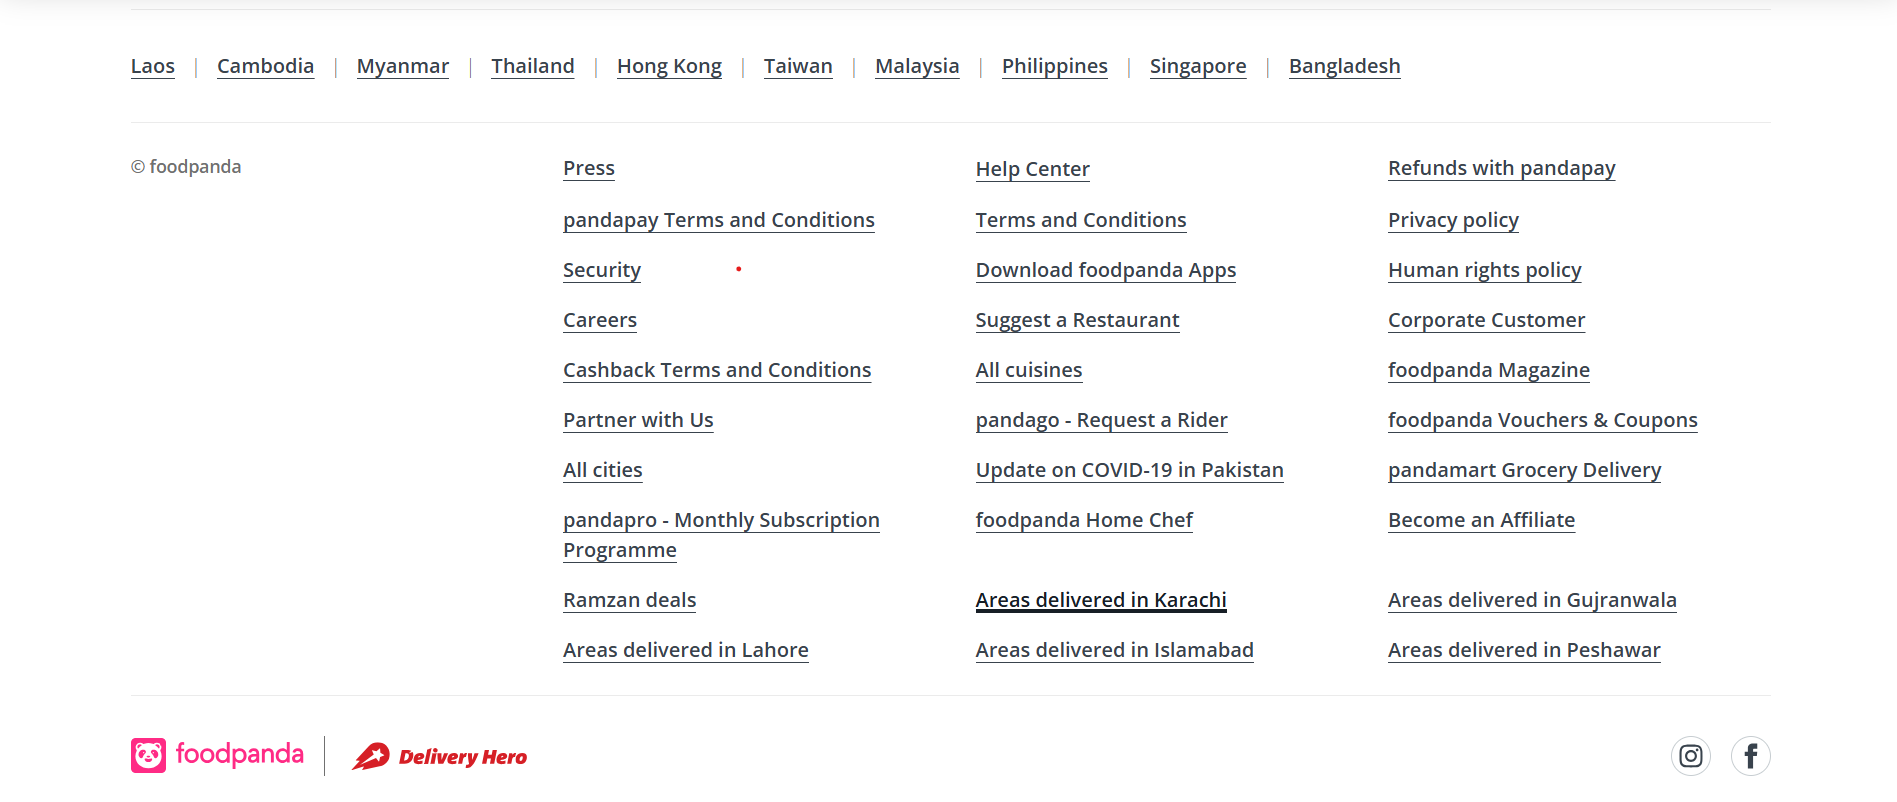 Laos | Cambodia | Myanmar | Thailand | Hong Kong | Taiwan | Malaysia | Philippines | Singapore | Bangladesh
© foodpanda
Press
Help Center
Refunds with pandapay
pandapay Terms and Conditions
Terms and Conditions
Privacy policy
Security
Download foodpanda Apps
Human rights policy
Careers
Suggest a Restaurant
Corporate Customer
Cashback Terms and Conditions
All cuisines
foodpanda Magazine
Partner with Us
pandago - Request a Rider
foodpanda Vouchers & Coupons
All cities
Update on COVID-19 in Pakistan
pandamart Grocery Delivery
pandapro - Monthly Subscription
Programme
foodpanda Home Chef
Become an Affiliate
Ramzan deals
Areas delivered in Karachi
Areas delivered in Gujranwala
Areas delivered in Lahore
Areas delivered in Islamabad
Areas delivered in Peshawar
foodpanda
Delivery Hero